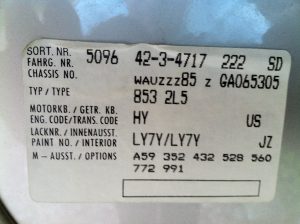 SORT. NR. 5096 42-3-4717 222 SD
FAHRG. NR.
CHASSIS NO. WAUZZZ85 Z GA065305
TYP / TYPE 853 2L5
MOTORKB. / GETR. KB.
ENG. CODE / TRANS. CODE HY US
LACKNR. / INNENAUSST.
PAINT NO. / INTERIOR LY7Y/LY7Y JZ
M - AUSST. / OPTIONS A59 352 432 528 560
772 991